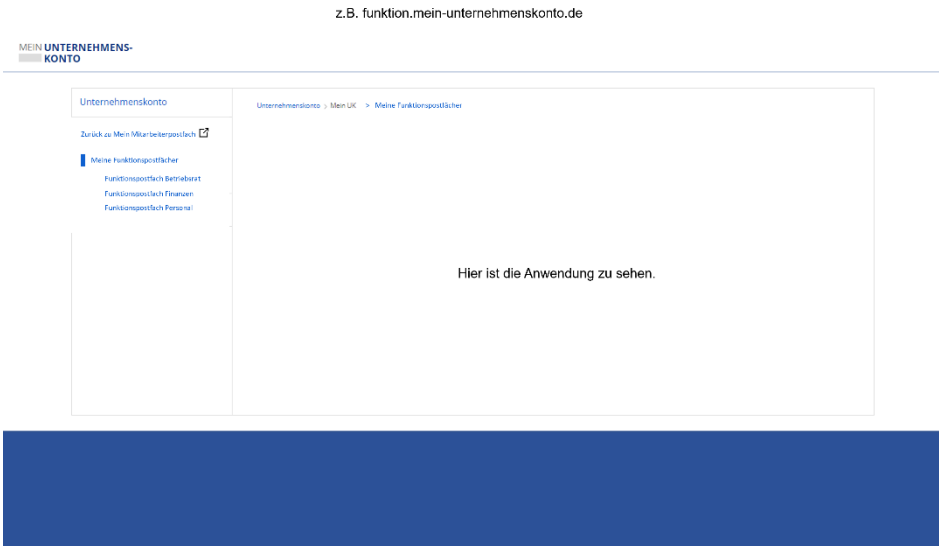 z.B. funktion.mein-unternehmenskonto.de
MEIN UNTERNEHMENS-
KONTO
Unternehmenskonto
Unternehmenskonto > Mein UK > Meine Funktionspostfächer
Zurück zu Mein Mitarbeiterpostfach
Meine Funktionspostfächer
Funktionspostfach Betriebsrat
Funktionspostfach Finanzen
Funktionspostfach Personal
Hier ist die Anwendung zu sehen.